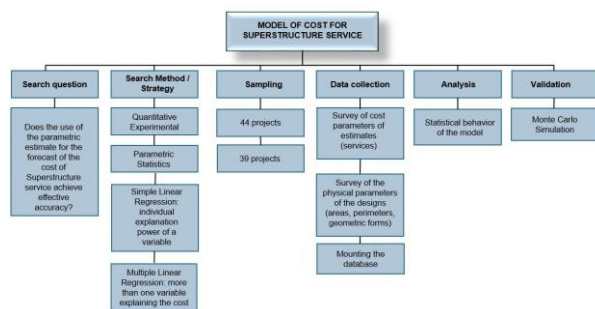 MODEL OF COST FOR
SUPERSTRUCTURE SERVICE
Search question
Does the use of
the parametric
estimate for the
forecast of the
cost of
Superstructure
service achieve
effective
accuracy?
Search Method /
Strategy
Quantitative
Experimental
Parametric
Statistics
Simple Linear
Regression:
individual
explanation
power of a
variable
Multiple Linear
Regression: more
than one variable
explaining the cost
Sampling
44 projects
39 projects
Data collection
Survey of cost
parameters of
estimates
(services)
Survey of the
physical parameters
of the designs
(areas, perimeters,
geometric forms)
Mounting the
database
Analysis
Statistical behavior
of the model
Validation
Monte Carlo
Simulation